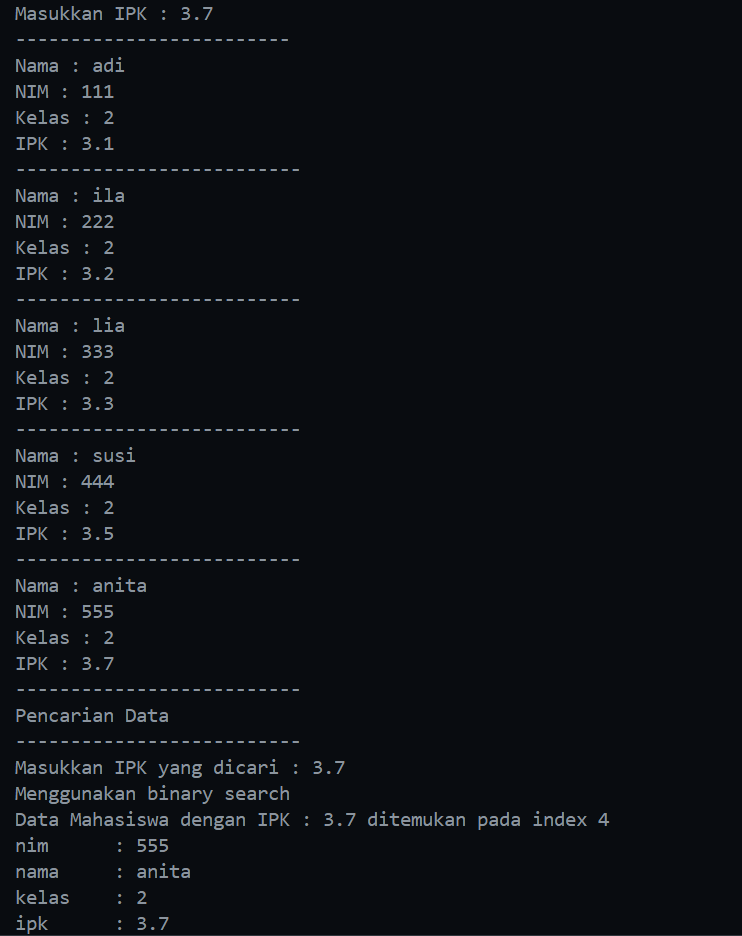 Masukkan IPK : 3.7
-------------------------
Nama : adi
NIM : 111
Kelas : 2
IPK : 3.1
--------------------------
Nama : ila
NIM : 222
Kelas : 2
IPK : 3.2
--------------------------
Nama : lia
NIM : 333
Kelas : 2
IPK : 3.3
--------------------------
Nama : susi
NIM : 444
Kelas : 2
IPK : 3.5
--------------------------
Nama : anita
NIM : 555
Kelas : 2
IPK : 3.7
--------------------------
Pencarian Data
--------------------------
Masukkan IPK yang dicari : 3.7
Menggunakan binary search
Data Mahasiswa dengan IPK : 3.7 ditemukan pada index 4
nim      : 555
nama     : anita
kelas    : 2
ipk      : 3.7